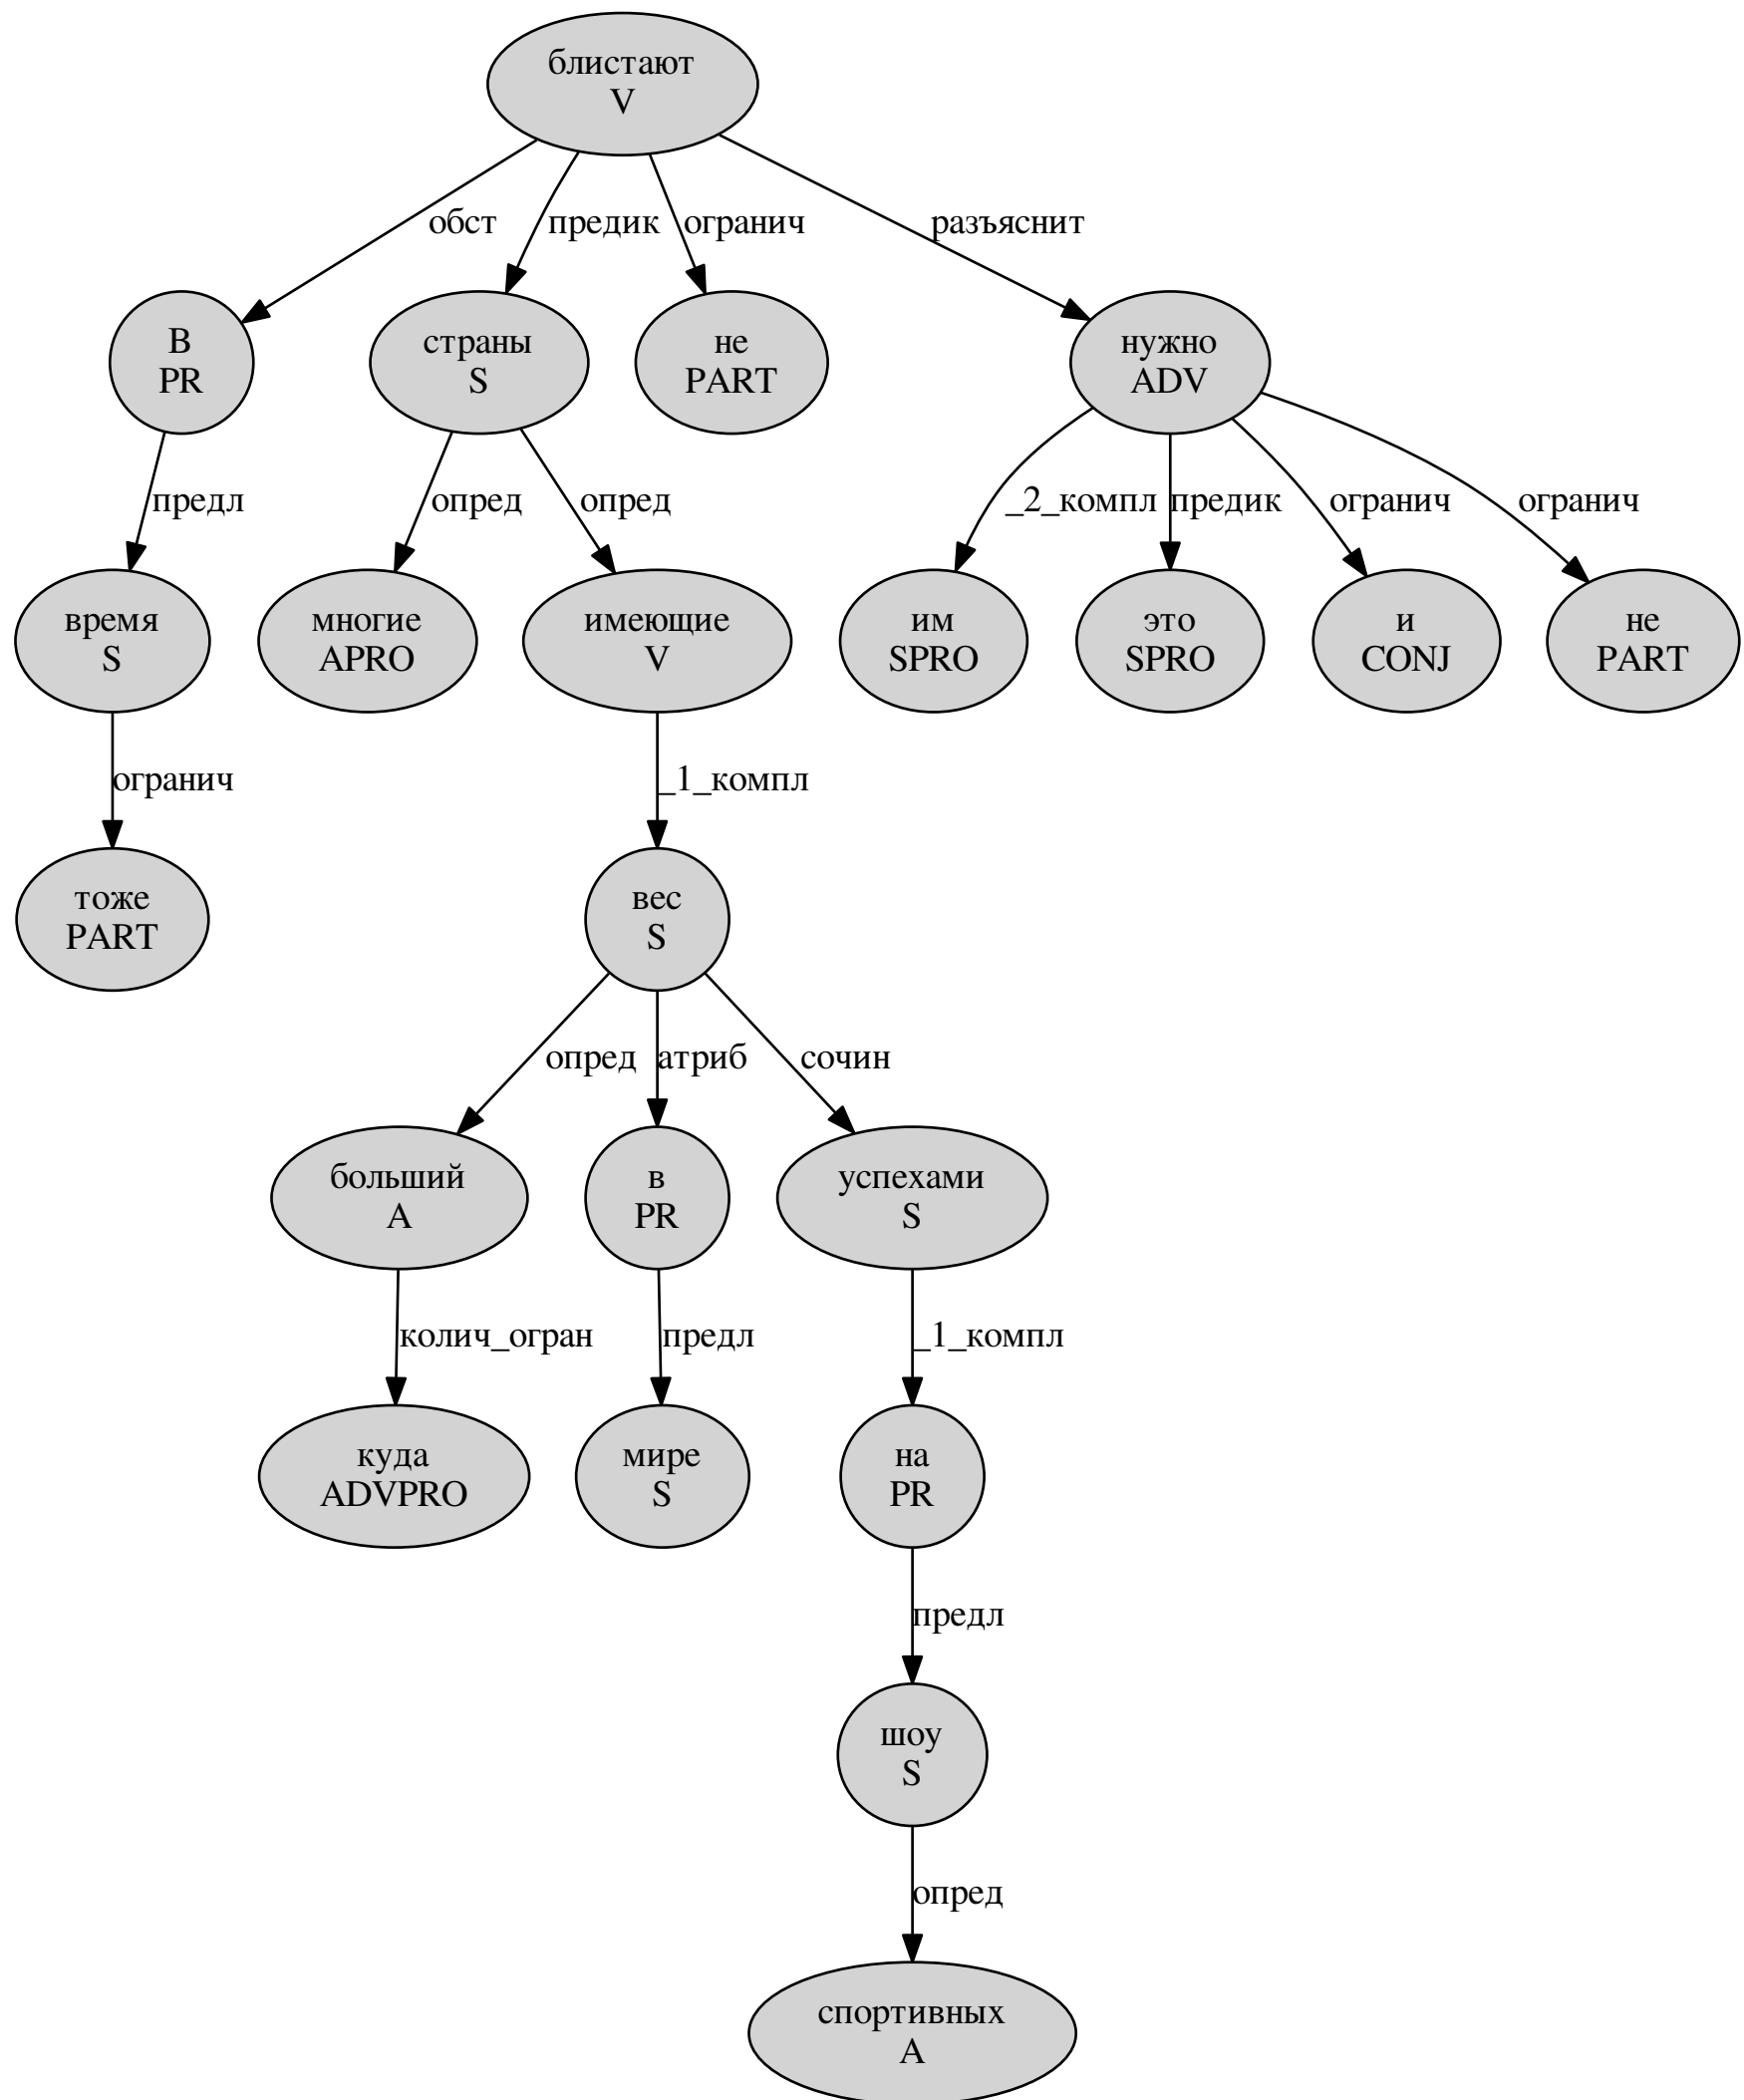 блистают
V
обст
предик
огранич
разъяснит
В
PR
страны
S
не
PART
нужно
ADV
предл
опред
опред
_2_компл
предик
огранич
огранич
время
S
многие
APRO
имеющие
V
им
SPRO
это
SPRO
и
CONJ
не
PART
огранич
_1_компл
тоже
PART
вес
S
опред
атриб
сочин
больший
A
в
PR
успехами
S
колич_огран
предл
_1_компл
куда
ADVPRO
мире
S
на
PR
предл
шоу
S
опред
спортивных
A